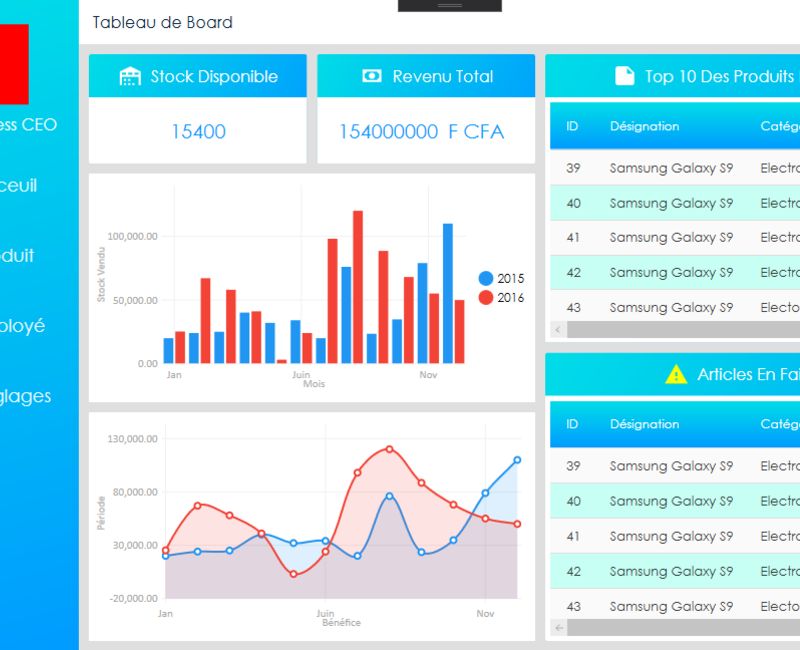 Tableau de Board
ess CEO
ceuil
duit
ployé
glages
Stock Disponible
15400
Revenu Total
154000000 F CFA
Stock Vendu
100,000.00
50,000.00
0.00
Jan
Juin
Nov
Mois
2015
2016
Période
130,000.00
80,000.00
30,000.00
-20,000.00
Jan
Juin
Nov
Bénéfice
Top 10 Des Produits
ID Désignation Catég
39 Samsung Galaxy S9 Electro
40 Samsung Galaxy S9 Electro
41 Samsung Galaxy S9 Electro
42 Samsung Galaxy S9 Electro
43 Samsung Galaxy S9 Electo
Articles En Fai
ID Désignation Catég
39 Samsung Galaxy S9 Electro
40 Samsung Galaxy S9 Electro
41 Samsung Galaxy S9 Electro
42 Samsung Galaxy S9 Electro
43 Samsung Galaxy S9 Electo